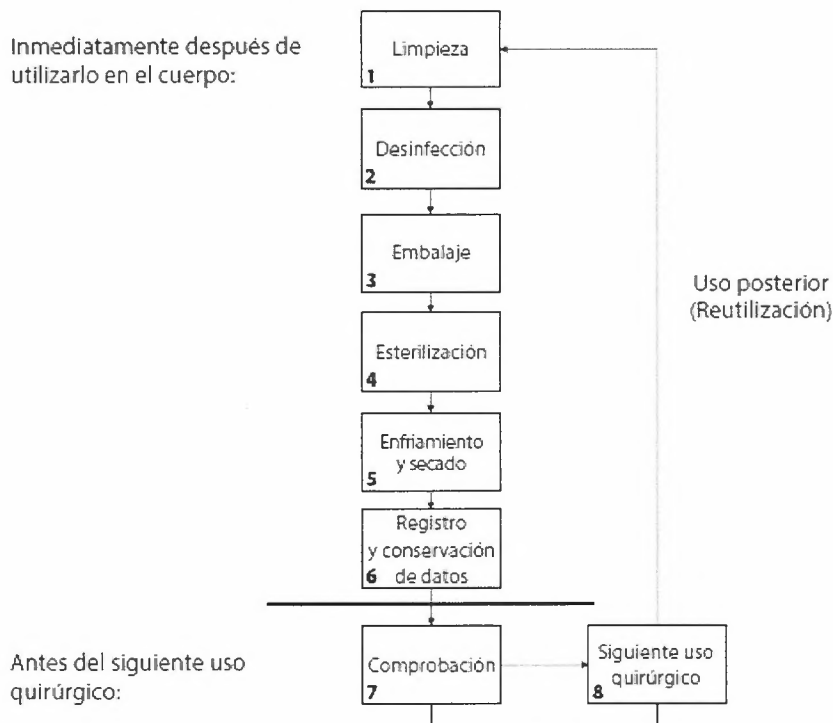 Inmediatamente después de
utilizarlo en el cuerpo:
Limpieza
1
Desinfección
2
Embalaje
3
Esterilización
4
Enfriamiento
y secado
5
Registro
y conservación
6 de datos
Uso posterior
(Reutilización)
Antes del siguiente uso
quirúrgico:
Comprobación
7
Siguiente uso
quirúrgico
8